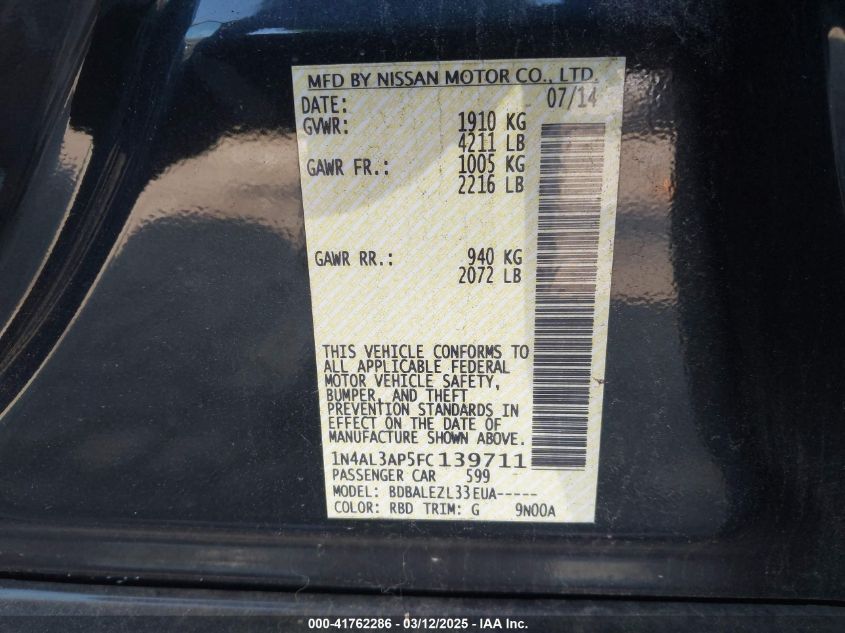 MFD BY NISSAN MOTOR CO., LTD.
DATE: 07/14
GVWR: 1910 KG
4211 LB
GAWR FR.: 1005 KG
2216 LB
GAWR RR.: 940 KG
2072 LB
THIS VEHICLE CONFORMS TO
ALL APPLICABLE FEDERAL
MOTOR VEHICLE SAFETY,
BUMPER, AND THEFT
PREVENTION STANDARDS IN
EFFECT ON THE DATE OF
MANUFACTURE SHOWN ABOVE.
1N4AL3AP5FC139711
PASSENGER CAR 599
MODEL: BDBALEZL33EUA-----
COLOR: RBD TRIM: G 9N00A
000-41762286 - 03/12/2025 - IAA Inc.